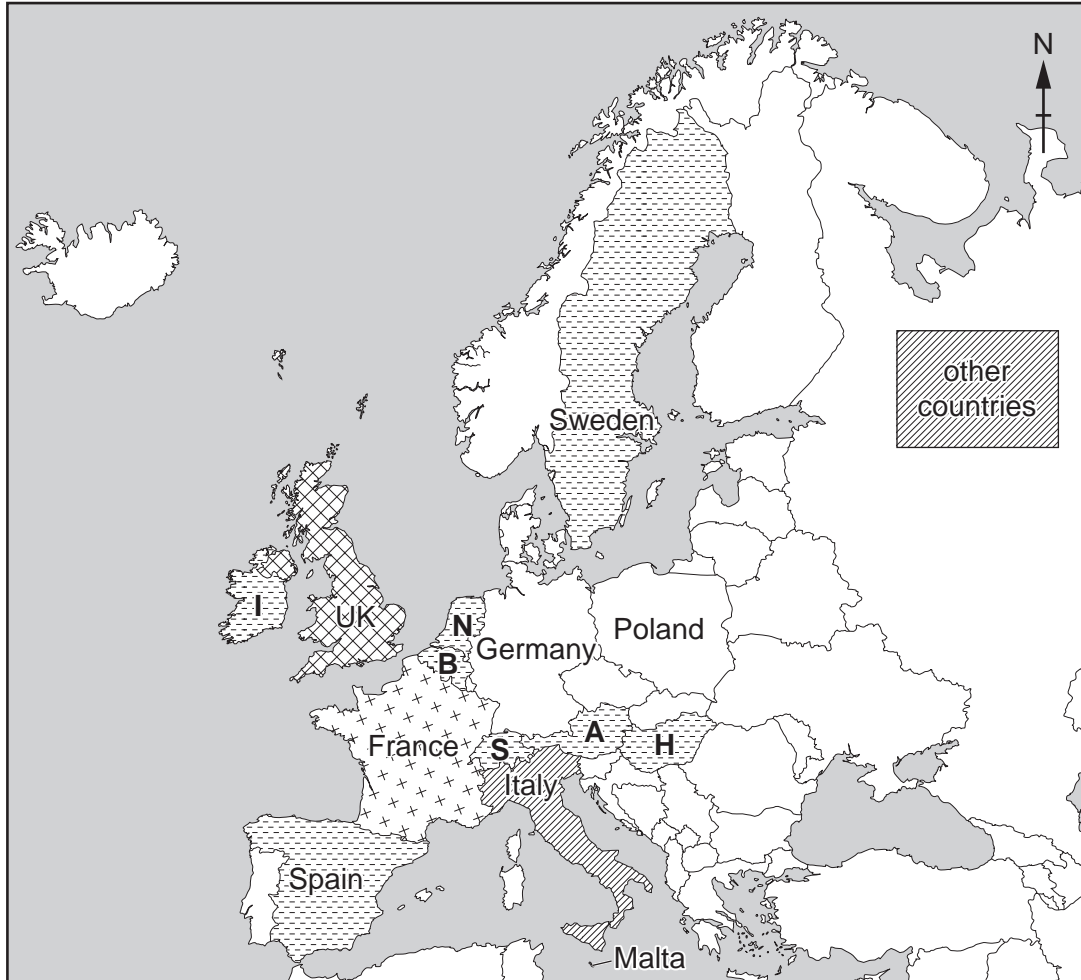 N
other
countries
Sweden
I
UK
N
B
Germany
Poland
France
S
A
H
Italy
Spain
Malta